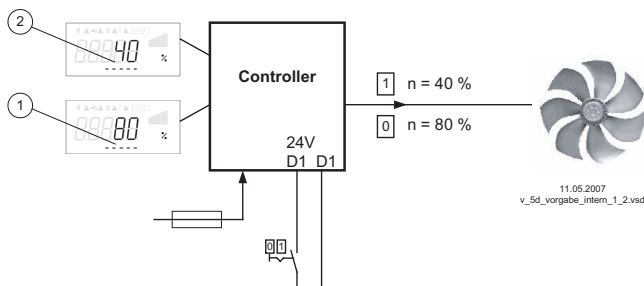 2
40
%
1
80
%
Controller
24V
D1 D1
1 n = 40 %
0 n = 80 %
0 1
11.05.2007
v_5d_vorgabe_intern_1_2.vsd